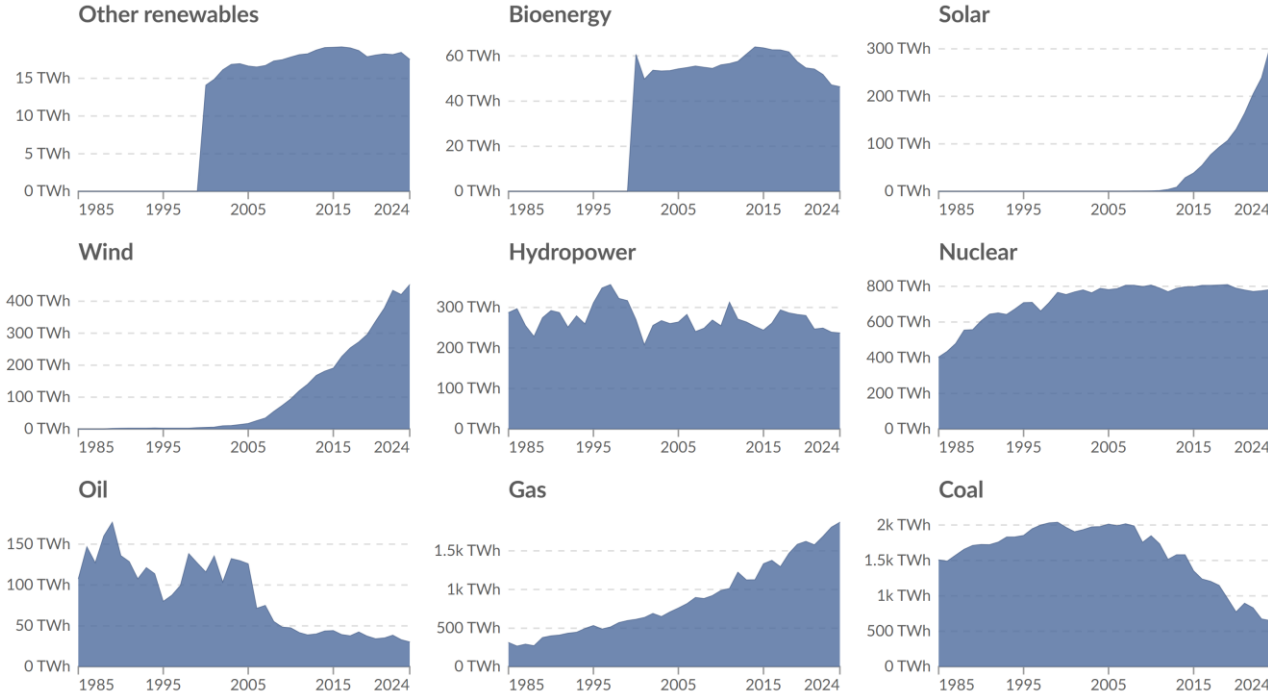 Other renewables
15 TWh
10 TWh
5 TWh
0 TWh
1985 1995 2005 2015 2024
Bioenergy
60 TWh
40 TWh
20 TWh
0 TWh
1985 1995 2005 2015 2024
Solar
300 TWh
200 TWh
100 TWh
0 TWh
1985 1995 2005 2015 2024
Wind
400 TWh
300 TWh
200 TWh
100 TWh
0 TWh
1985 1995 2005 2015 2024
Hydropower
300 TWh
200 TWh
100 TWh
0 TWh
1985 1995 2005 2015 2024
Nuclear
800 TWh
600 TWh
400 TWh
200 TWh
0 TWh
1985 1995 2005 2015 2024
Oil
150 TWh
100 TWh
50 TWh
0 TWh
1985 1995 2005 2015 2024
Gas
1.5k TWh
1k TWh
500 TWh
0 TWh
1985 1995 2005 2015 2024
Coal
2k TWh
1.5k TWh
1k TWh
500 TWh
0 TWh
1985 1995 2005 2015 2024